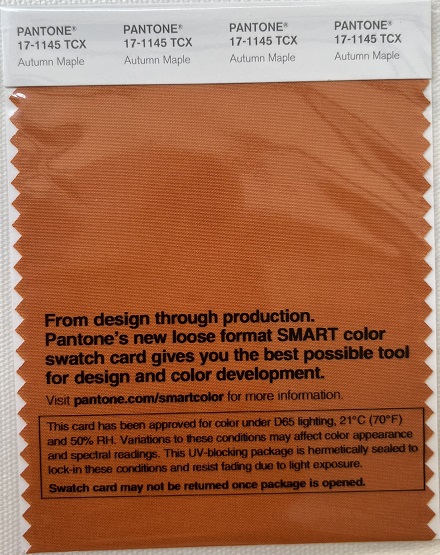 PANTONE® PANTONE® PANTONE® PANTONE®
17-1145 TCX 17-1145 TCX 17-1145 TCX 17-1145 TCX
Autumn Maple Autumn Maple Autumn Maple Autumn Maple
From design through production.
Pantone's new loose format SMART color
swatch card gives you the best possible tool
for design and color development.
Visit pantone.com/smartcolor for more information.
This card has been approved for color under D65 lighting, 21°C (70°F)
and 50% RH. Variations to these conditions may affect color appearance
and spectral readings. This UV-blocking package is hermetically sealed to
lock-in these conditions and resist fading due to light exposure.
Swatch card may not be returned once package is opened.